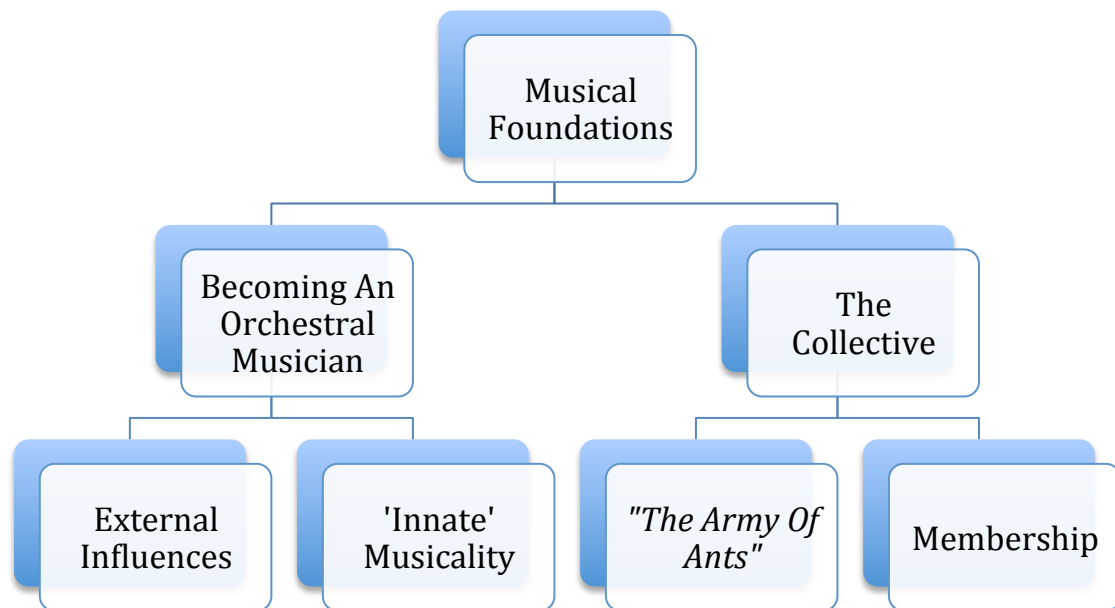 Musical
Foundations
Becoming An
Orchestral
Musician
The
Collective
External
Influences
'Innate'
Musicality
"The Army Of
Ants"
Membership